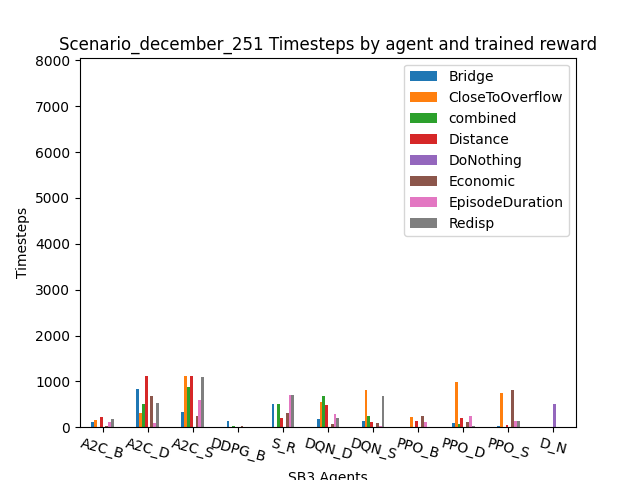 Scenario_december_251 Timesteps by agent and trained reward
Timesteps
8000
7000
6000
5000
4000
3000
2000
1000
0
Bridge
CloseToOverflow
combined
Distance
DoNothing
Economic
EpisodeDuration
Redisp
A2C_B
A2C_D
A2C_S
DDPG_B
S_R
DQN_D
DQN_S
PPO_B
PPO_D
PPO_S
D_N
SB3 Agents